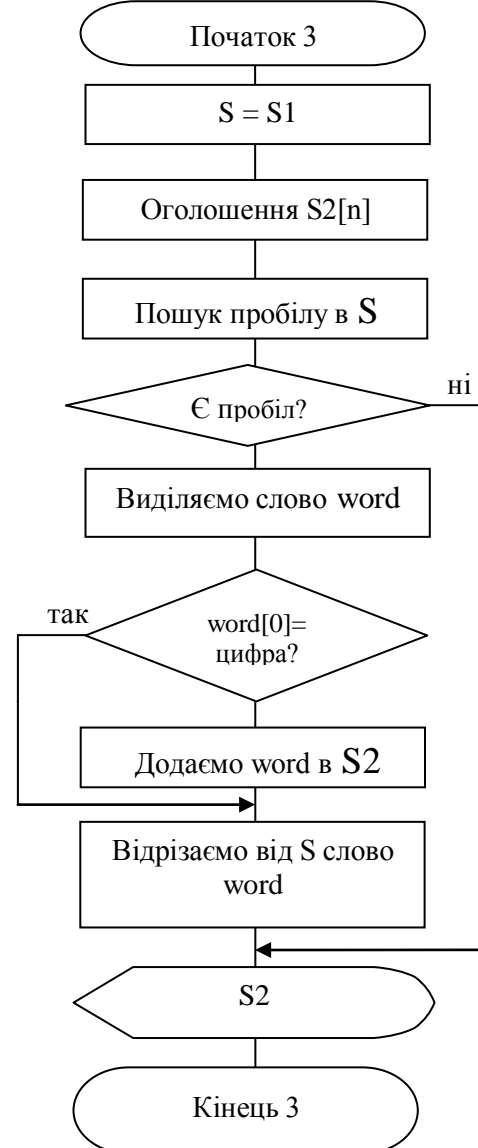 Початок 3
S = S1
Оголошення S2[n]
Пошук пробілу в S
Є пробіл?
ні
Виділяємо слово word
так
word[0]=
цифра?
Додаємо word в S2
Відрізаємо від S слово
word
S2
Кінець 3